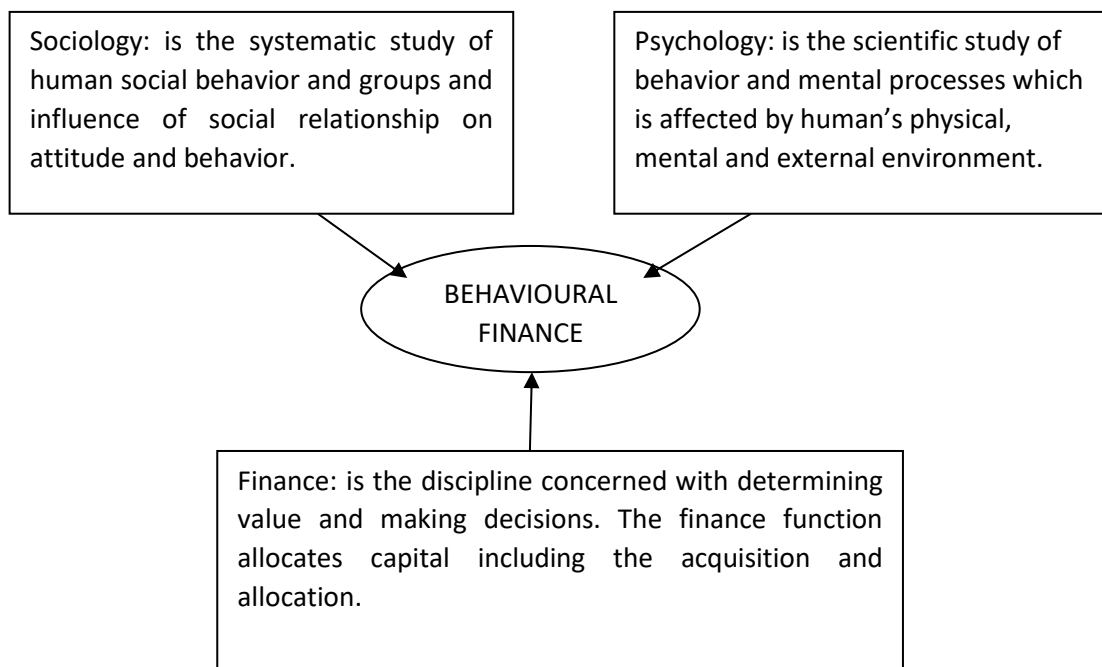 Sociology: is the systematic study of
human social behavior and groups and
influence of social relationship on
attitude and behavior.
Psychology: is the scientific study of
behavior and mental processes which
is affected by human’s physical,
mental and external environment.
BEHAVIOURAL
FINANCE
Finance: is the discipline concerned with determining
value and making decisions. The finance function
allocates capital including the acquisition and
allocation.